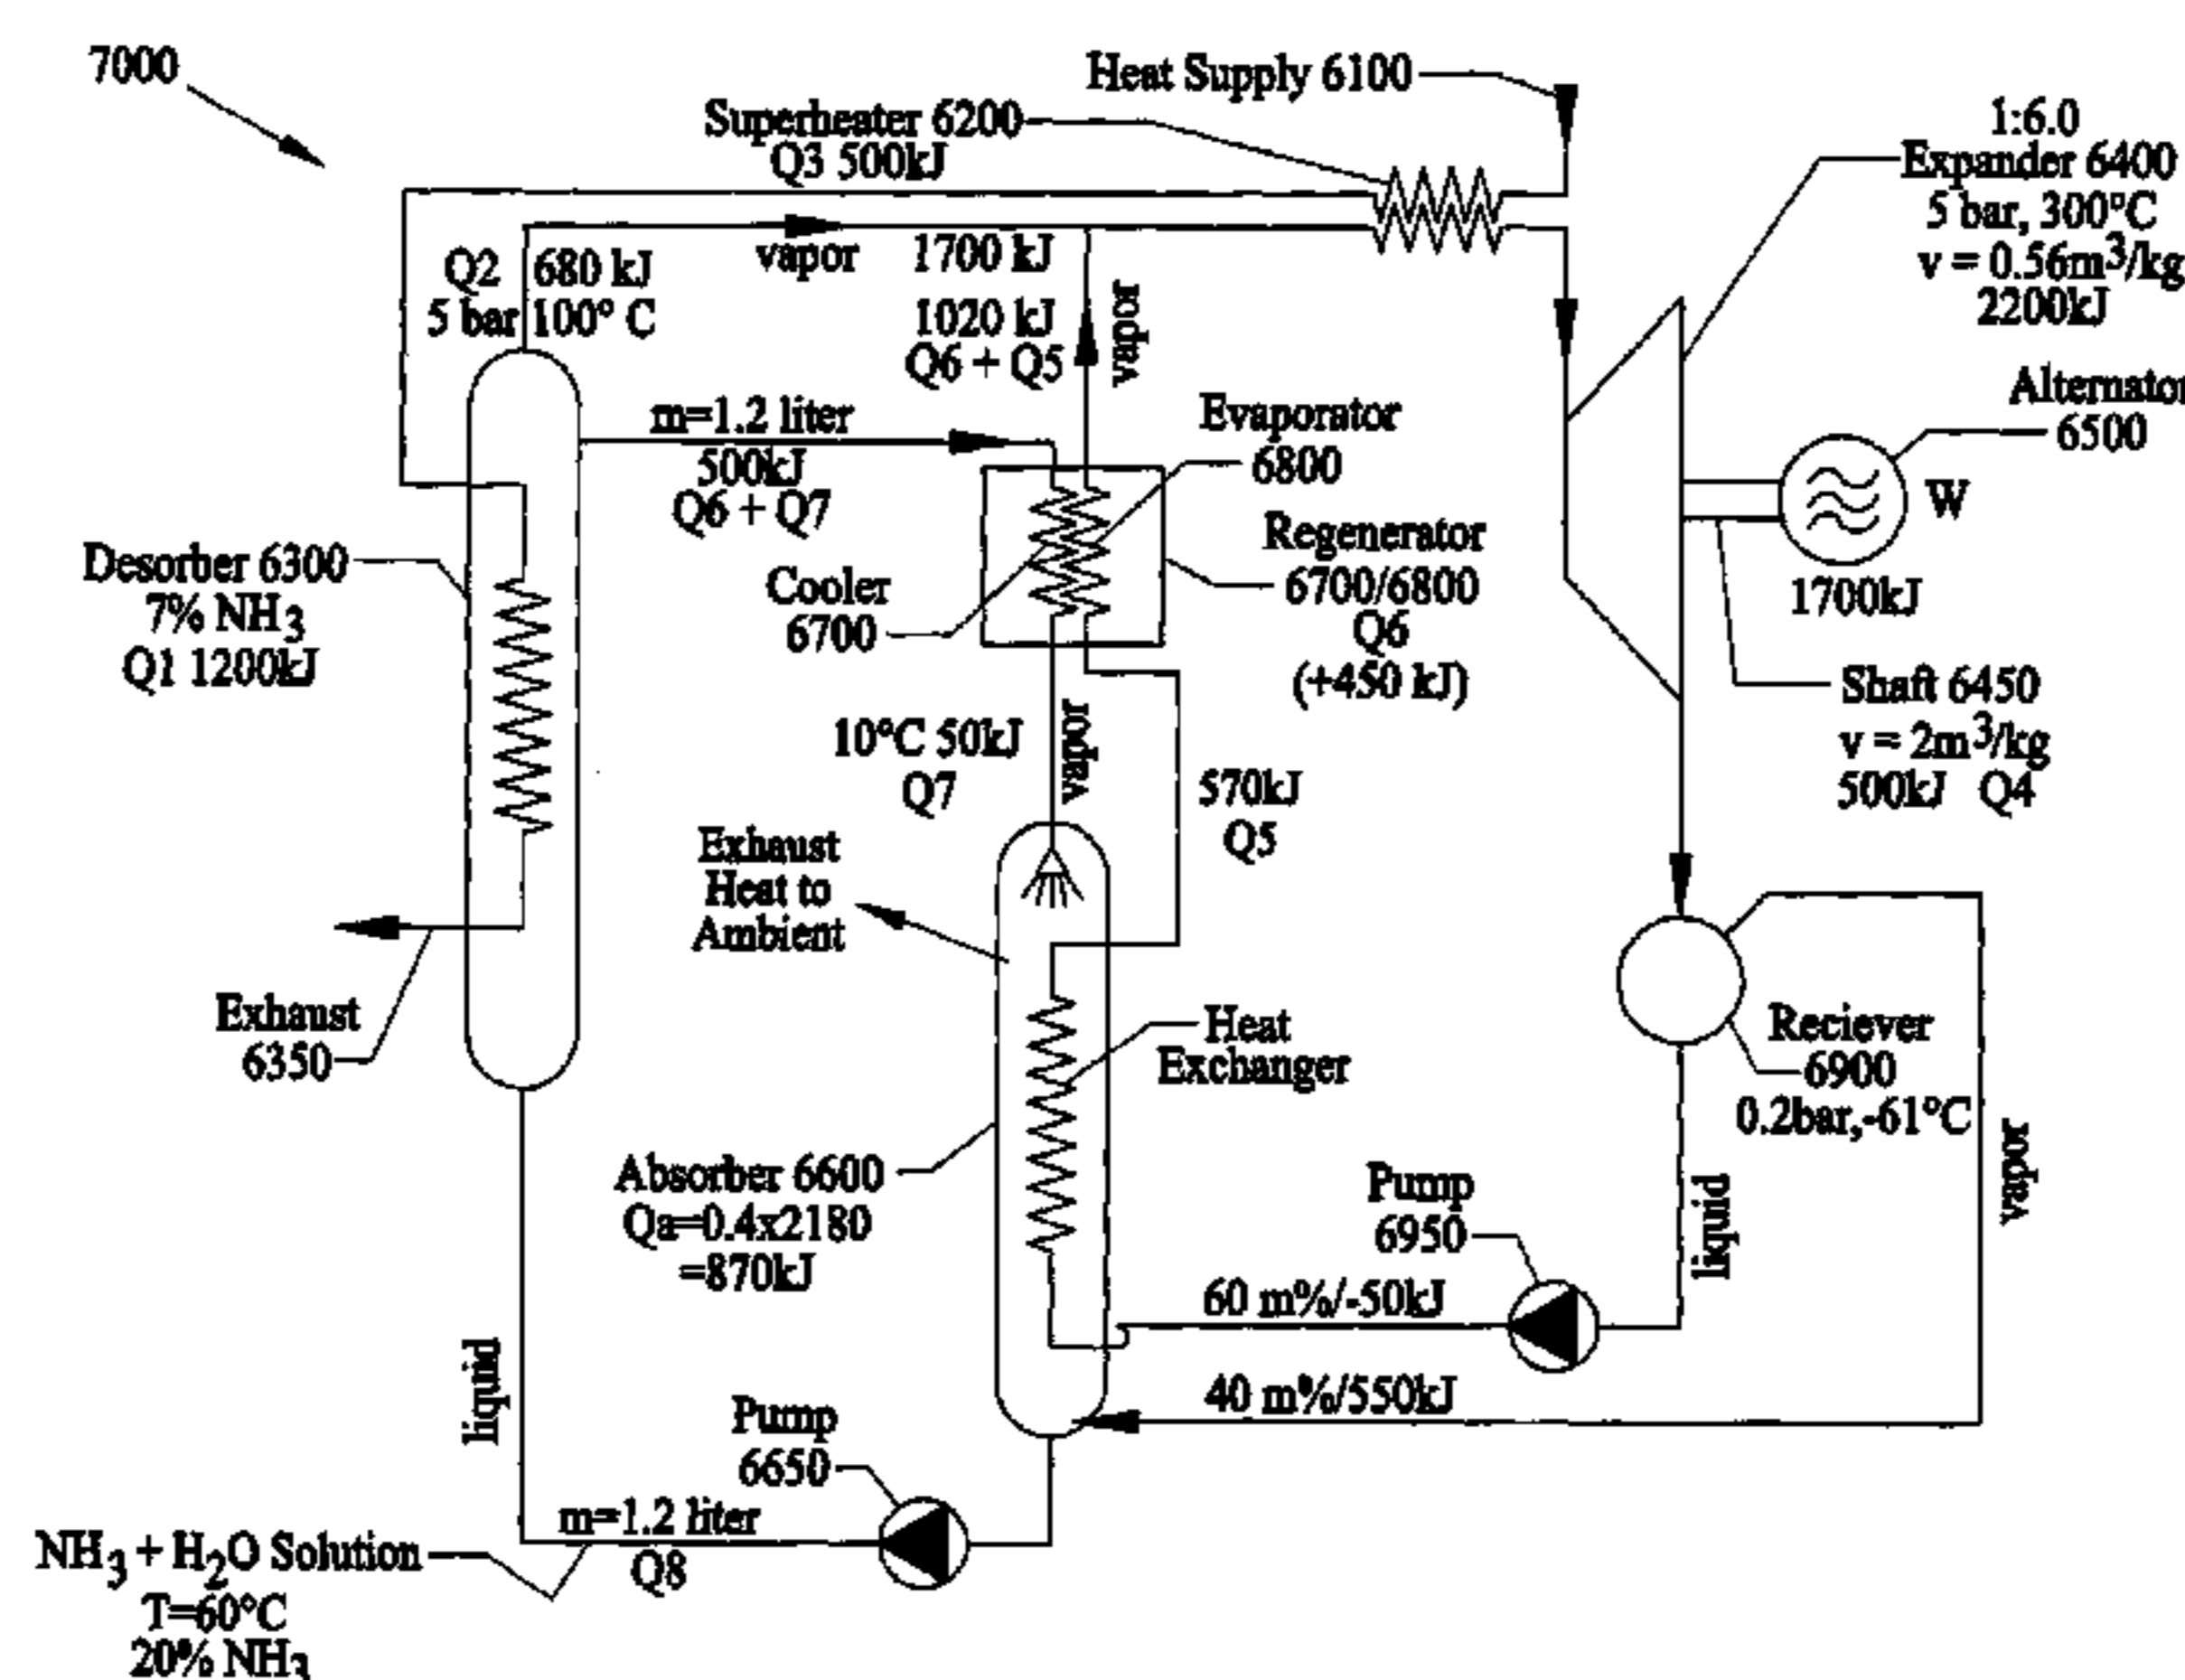 7000
Heat Supply 6100
Superheater 6200
Q3 500kJ
1:6.0
Expander 6400
5 bar, 300°C
v = 0.56m3/kg
2200kJ
Q2 680 kJ
5 bar 100° C
vapor
1700 kJ
1020 kJ
Q6 + Q5
vapor
Alternator
6500
W
1700kJ
m=1.2 liter
500kJ
Q6 + Q7
Evaporator
6800
Regenerator
6700/6800
Q6
(+450 kJ)
Cooler
6700
Desorber 6300
7% NH3
Q1 1200kJ
Shaft 6450
v = 2m3/kg
500kJ Q4
10°C 50kJ
Q7
vapor
570kJ
Q5
Exhaust
Heat to
Ambient
Exhaust
6350
Heat
Exchanger
Reciever
6900
0.2bar,-61°C
vapor
Absorber 6600
Qa=0.4x2180
=870kJ
Pump
6950
liquid
60 m%/-50kJ
40 m%/550kJ
liquid
Pump
6650
m=1.2 liter
Q8
NH3 + H2O Solution
T=60°C
20% NH3